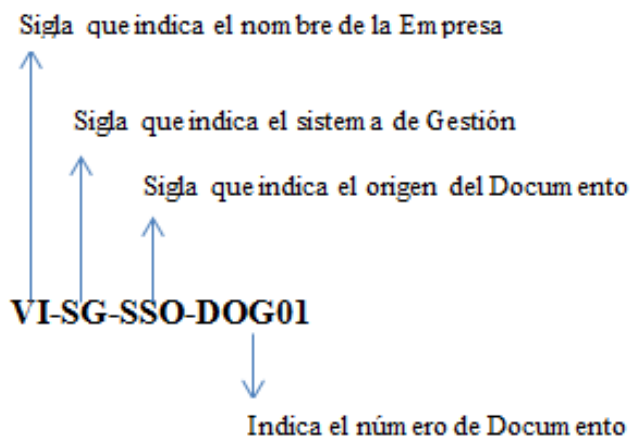 Sigla que indica el nombre de la Empresa
Sigla que indica el sistema de Gestión
Sigla que indica el origen del Documento
VI-SG-SSO-DOG01
Indica el número de Documento